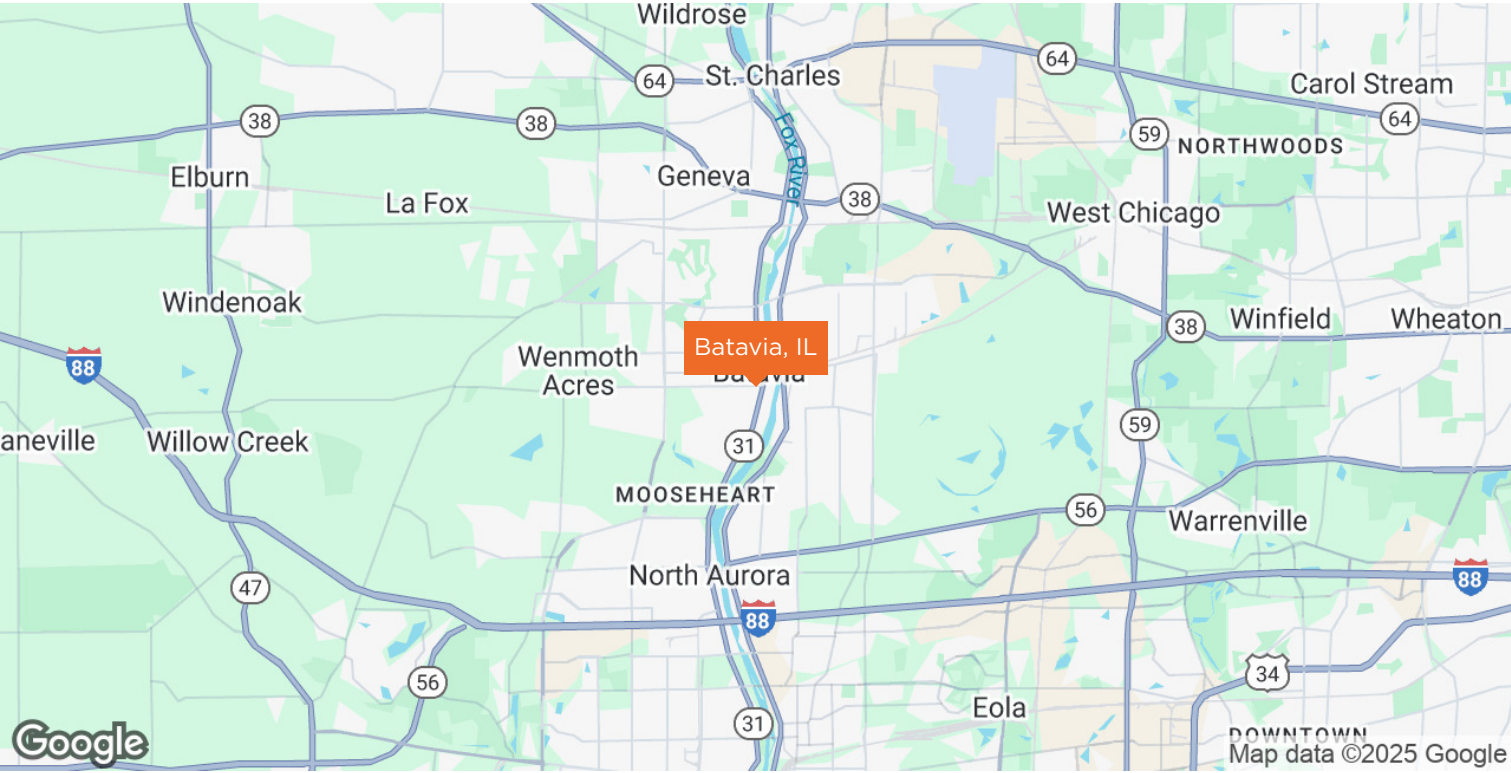 Wildrose
64
St. Charles
64
Carol Stream
64
38
38
59
NORTHWOODS
Fox River
Elburn
La Fox
Geneva
38
West Chicago
Windenoak
38
Winfield
Wheaton
Batavia, IL
88
Wenmoth
Acres
59
aneville
Willow Creek
31
MOOSEHEART
56
Warrenville
47
North Aurora
88
88
56
34
31
Eola
DOWNTOWN
Google
Map data ©2025 Google